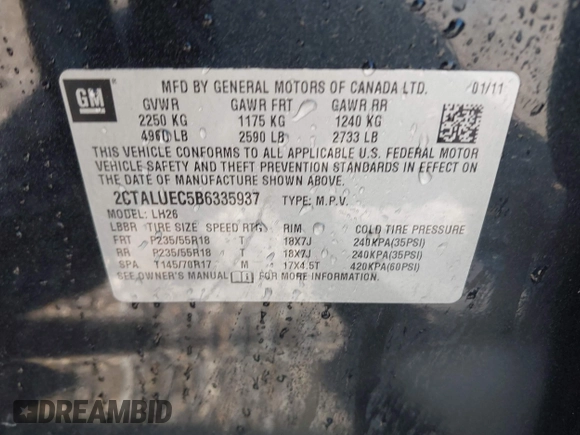 GM
MFD BY GENERAL MOTORS OF CANADA LTD. 01/11
GVWR GAWR FRT GAWR RR
2250 KG 1175 KG 1240 KG
4960 LB 2590 LB 2733 LB
THIS VEHICLE CONFORMS TO ALL APPLICABLE U.S. FEDERAL MOTOR
VEHICLE SAFETY AND THEFT PREVENTION STANDARDS IN EFFECT ON
THE DATE OF MANUFACTURE SHOWN ABOVE.
2CTALUEC5B6335937 TYPE: M.P.V.
MODEL: LH26
LBBR TIRE SIZE SPEED RTG RIM COLD TIRE PRESSURE
FRT P235/55R18 T 18X7J 240KPA(35PSI)
RR P235/55R18 T 18X7J 240KPA(35PSI)
SPA T145/70R17 M 17X4.5T 420KPA(60PSI)
SEE OWNER'S MANUAL FOR MORE INFORMATION.
DREAMBID